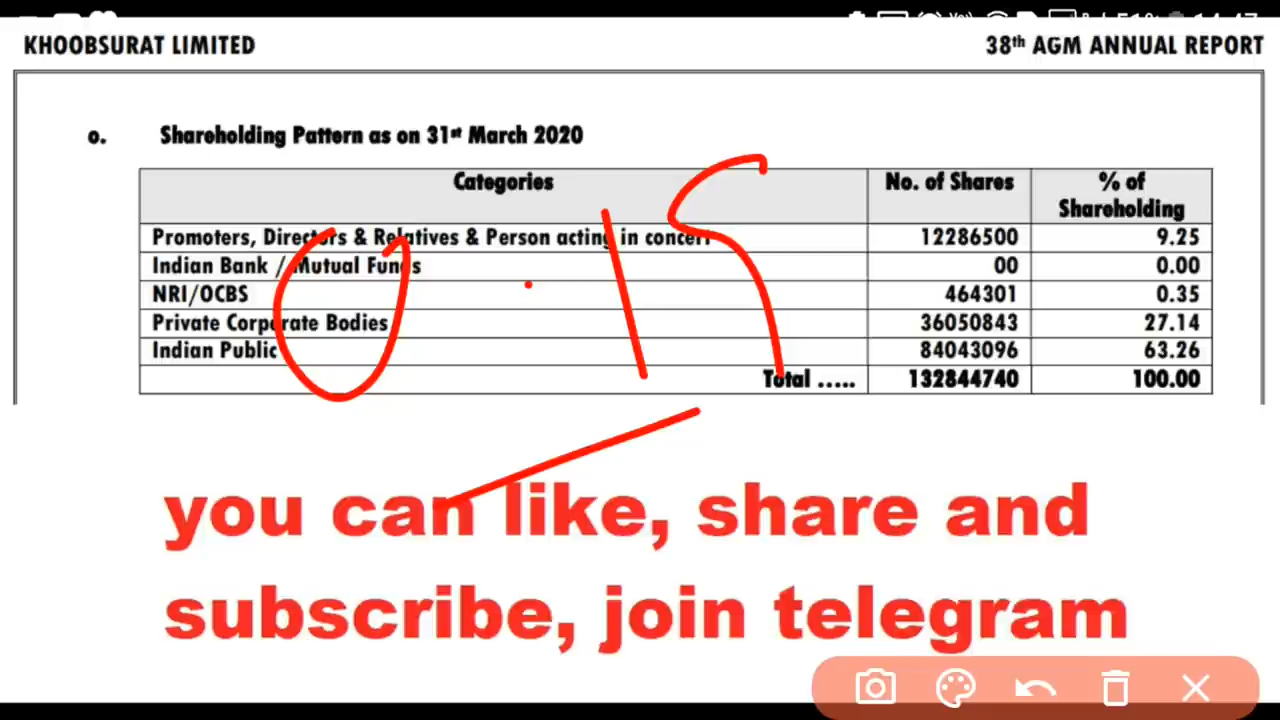 KHOOBSURAT LIMITED 38th AGM ANNUAL REPORT
o. Shareholding Pattern as on 31st March 2020
Categories No. of Shares % of Shareholding
Promoters, Directors & Relatives & Person acting in concert 12286500 9.25
Indian Bank / Mutual Funds 00 0.00
NRI/OCBS 464301 0.35
Private Corporate Bodies 36050843 27.14
Indian Public 84043096 63.26
Total ..... 132844740 100.00
0.15
you can like, share and
subscribe, join telegram